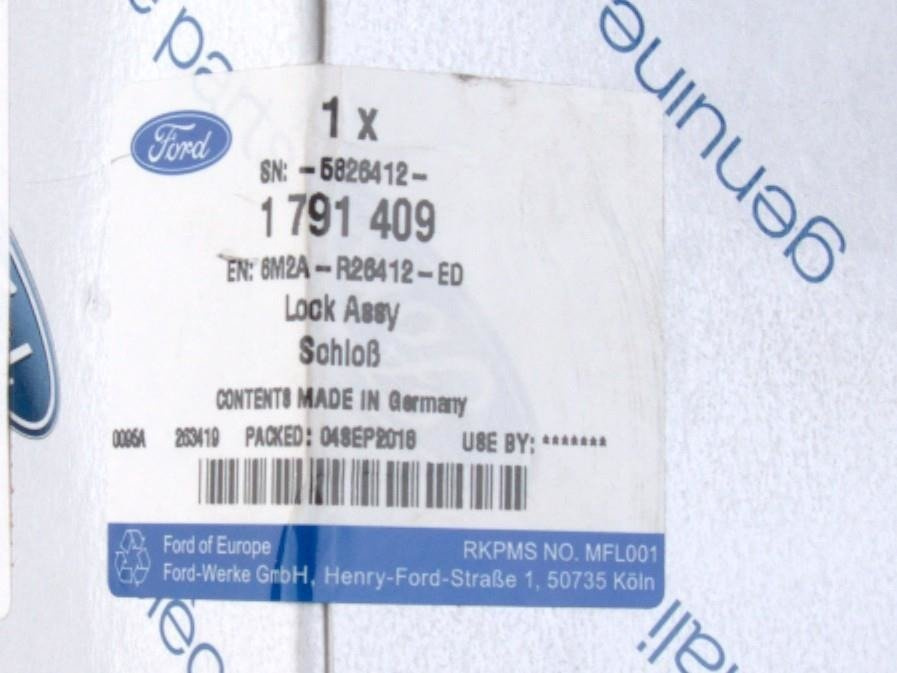 genuine
Ford
1 x
SN: -5826412-
1 791 409
EN: 6M2A-R26412-ED
Lock Assy
Schloß
CONTENTS MADE IN Germany
0095A 263419 PACKED: 04SEP2016 USE BY: *******
Ford of Europe RKPMS NO. MFL001
Ford-Werke GmbH, Henry-Ford-Straße 1, 50735 Köln